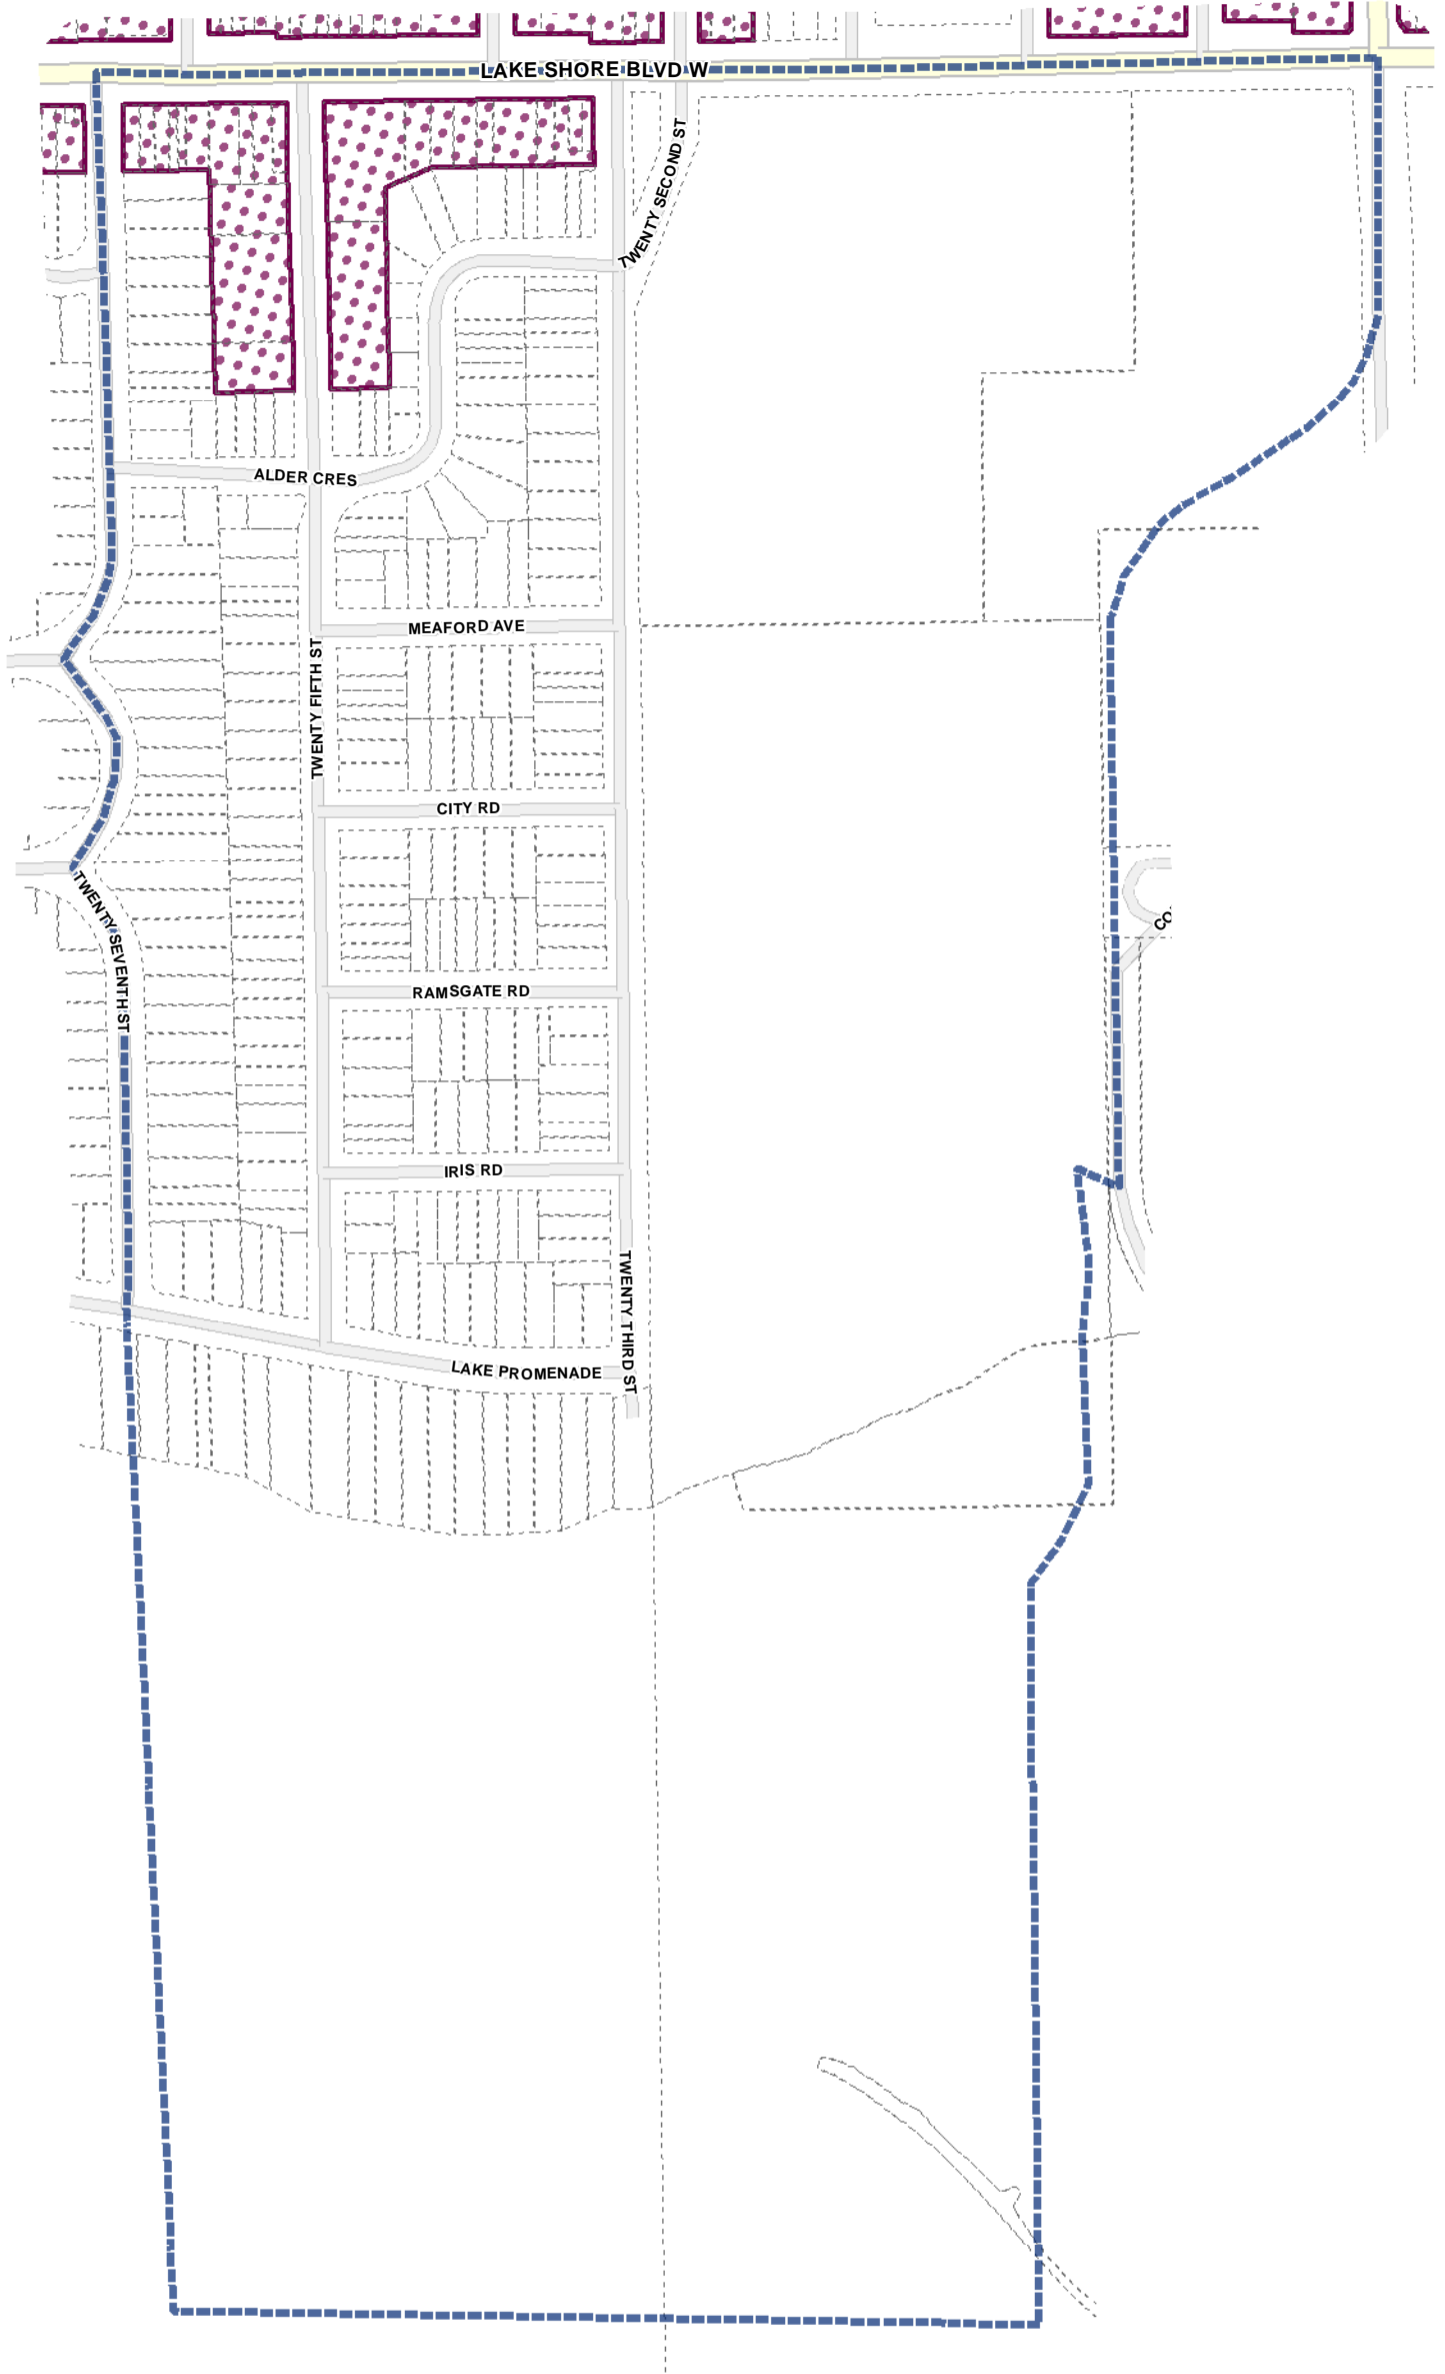 LAKE SHORE BLVD W
TWENTY SECOND ST
ALDER CRES
MEAFORD AVE
TWENTY FIFTH ST
CITY RD
TWENTY SEVENTH ST
CO
RAMSGATE RD
IRIS RD
TWENTY THIRD ST
LAKE PROMENADE